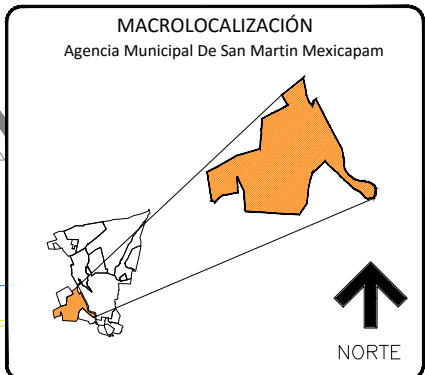 MACROLOCALIZACIÓN
Agencia Municipal De San Martin Mexicapam
NORTE